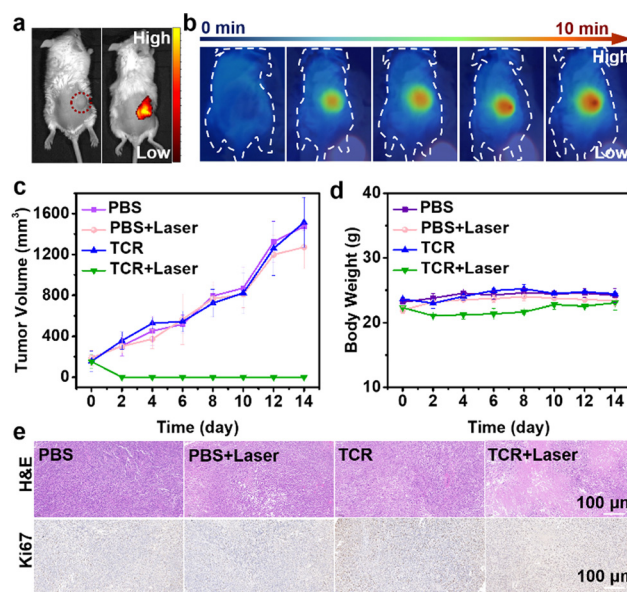 a
High
Low
b
0 min
10 min
High
Low
c
Tumor Volume (mm³)
1600
1200
800
400
0
PBS
PBS+Laser
TCR
TCR+Laser
0 2 4 6 8 10 12 14
Time (day)
d
Body Weight (g)
40
30
20
10
PBS
PBS+Laser
TCR
TCR+Laser
0 2 4 6 8 10 12 14
Time (day)
e
H&E
PBS
PBS+Laser
TCR
TCR+Laser
100 μm
Ki67
100 μm